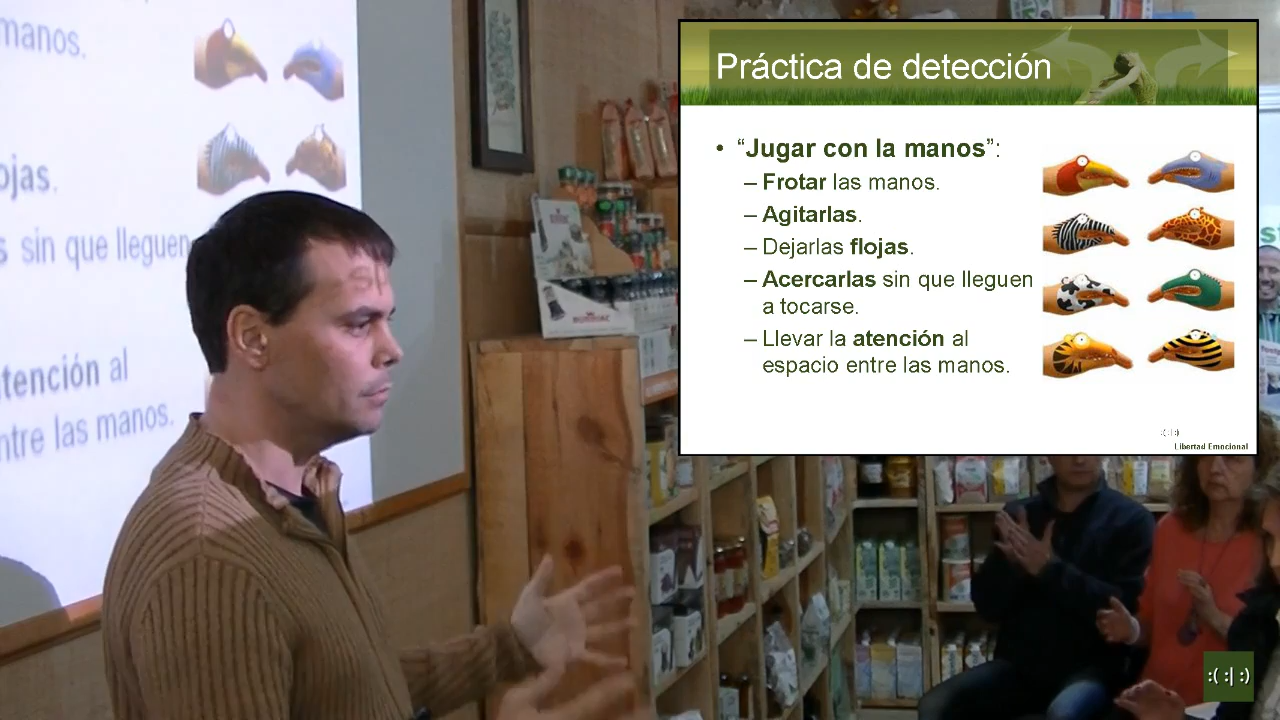 manos.
ojas.
s sin que lleguen
tención al
ntre las manos.
Práctica de detección
• “Jugar con la manos”:
– Frotar las manos.
– Agitarlas.
– Dejarlas flojas.
– Acercarlas sin que lleguen
a tocarse.
– Llevar la atención al
espacio entre las manos.
:( :| :)
Libertad Emocional
:( :| :)